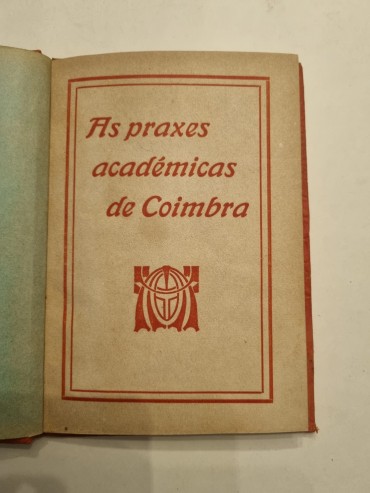 As praxes
académicas
de Coimbra